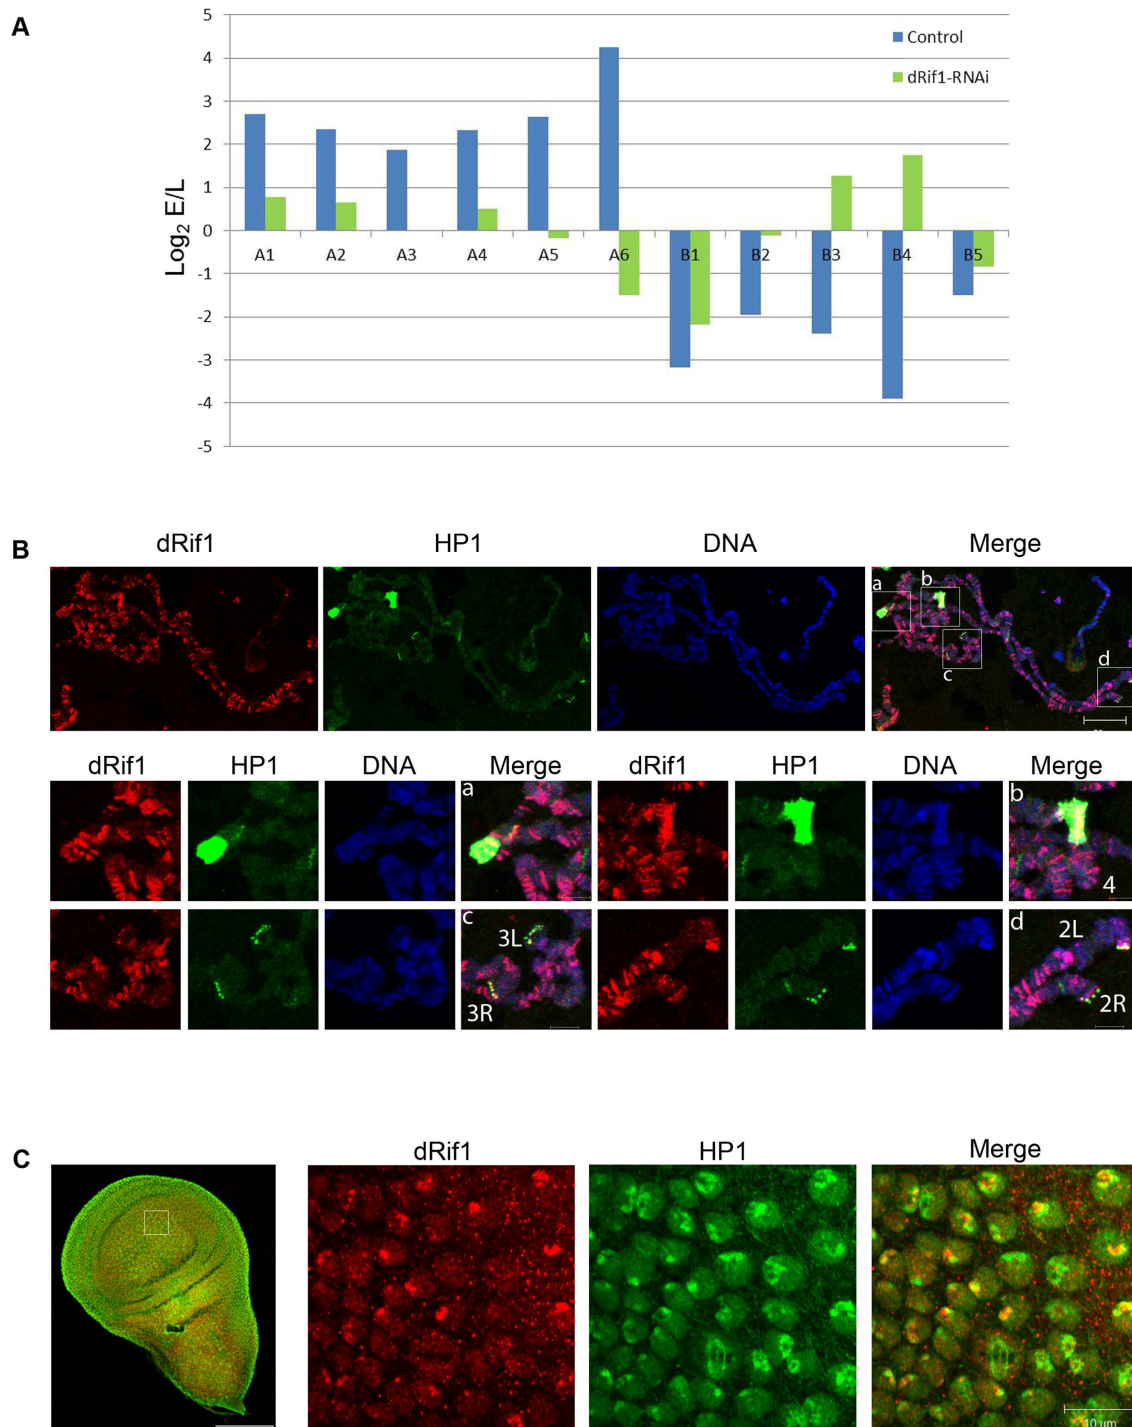 A
5
4
3
2
1
0
-1
-2
-3
-4
-5
Log2 E/L
Control
dRif1-RNAi
A1 A2 A3 A4 A5 A6 B1 B2 B3 B4 B5
B
dRif1 HP1 DNA Merge
a b c d
dRif1 HP1 DNA Merge dRif1 HP1 DNA Merge
a b
4
c d
3L 2L
3R 2R
C
dRif1 HP1 Merge
10 um